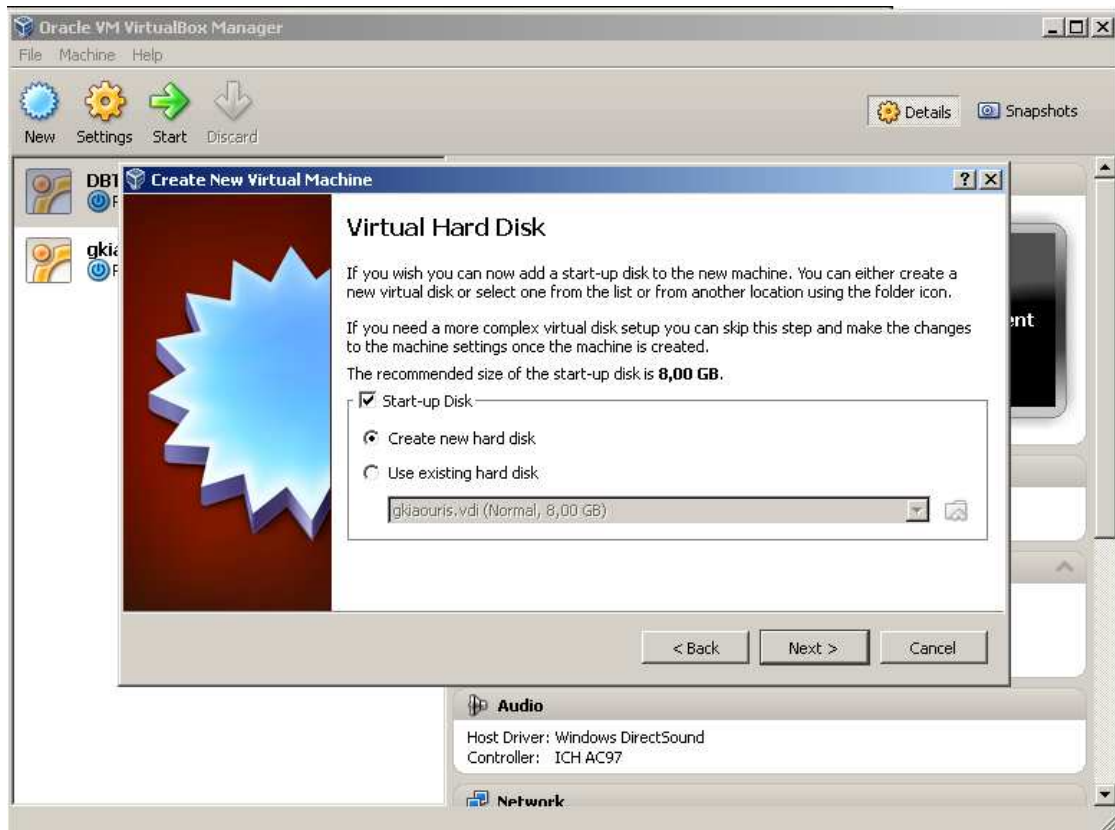 Oracle VM VirtualBox Manager
File Machine Help
New Settings Start Discard
Details Snapshots
DB1
Create New Virtual Machine
gkia
Virtual Hard Disk
If you wish you can now add a start-up disk to the new machine. You can either create a
new virtual disk or select one from the list or from another location using the folder icon.
If you need a more complex virtual disk setup you can skip this step and make the changes
to the machine settings once the machine is created.
The recommended size of the start-up disk is 8,00 GB.
Start-up Disk
Create new hard disk
Use existing hard disk
gkiaouris.vdi (Normal, 8,00 GB)
< Back Next > Cancel
Audio
Host Driver: Windows DirectSound
Controller: ICH AC97
Network